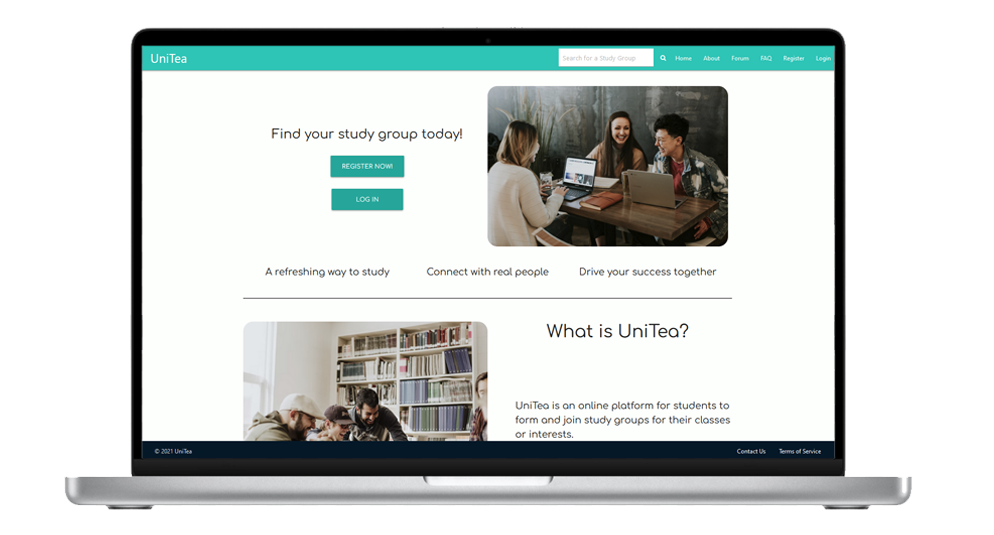 UniTea
Search for a Study Group
Home
About
Forum
FAQ
Register
Login
Find your study group today!
REGISTER NOW!
LOG IN
A refreshing way to study
Connect with real people
Drive your success together
What is UniTea?
UniTea is an online platform for students to
form and join study groups for their classes
or interests.
© 2021 UniTea
Contact Us
Terms of Service